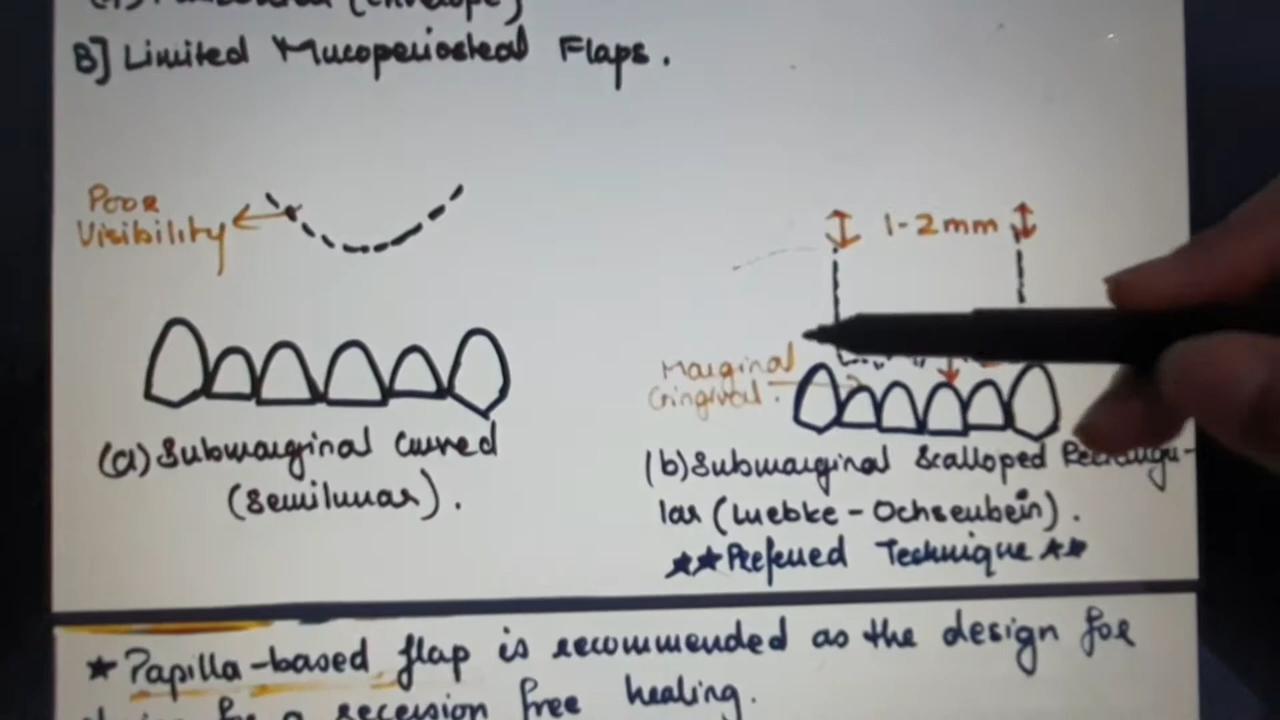 B] Limited Mucoperiosteal Flaps.
Poor
Visibility
1-2mm
Marginal
Gingival.
(a) Submarginal Curved
(Semilunar).
(b) Submarginal Scalloped Rectangu-
lar (Luebke - Ochsenbein).
★★ Preferred Technique ★★
★ Papilla-based flap is recommended as the design for
a recession free healing.